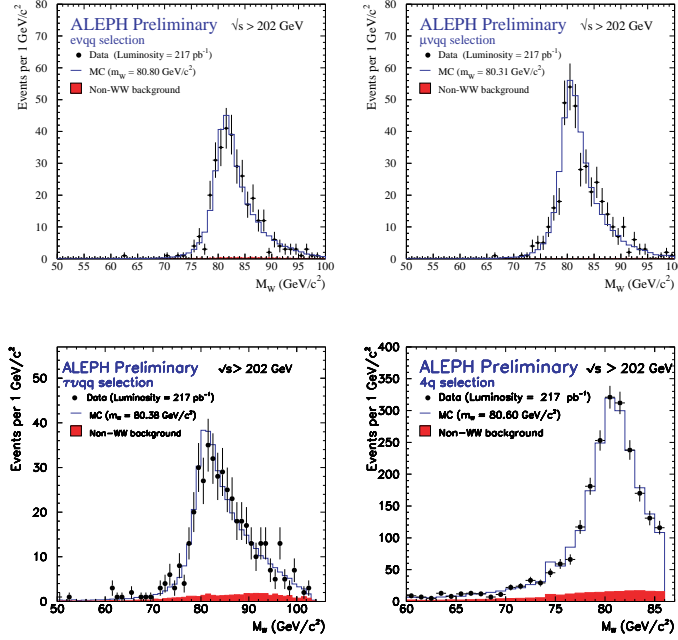 ALEPH Preliminary √s > 202 GeV
eνqq selection
Data (Luminosity = 217 pb⁻¹)
MC (m_W = 80.80 GeV/c²)
Non-WW background
Events per 1 GeV/c²
0 10 20 30 40 50 60 70 80
50 55 60 65 70 75 80 85 90 95 100
M_W (GeV/c²)
ALEPH Preliminary √s > 202 GeV
μνqq selection
Data (Luminosity = 217 pb⁻¹)
MC (m_W = 80.31 GeV/c²)
Non-WW background
Events per 1 GeV/c²
0 10 20 30 40 50 60 70 80
50 55 60 65 70 75 80 85 90 95 100
M_W (GeV/c²)
ALEPH Preliminary √s > 202 GeV
τνqq selection
Data (Luminosity = 217 pb⁻¹)
MC (m_w = 80.38 GeV/c²)
Non-WW background
Events per 1 GeV/c²
0 10 20 30 40 50
50 60 70 80 90 100
M_W (GeV/c²)
ALEPH Preliminary √s > 202 GeV
4q selection
Data (Luminosity = 217 pb⁻¹)
MC (m_w = 80.60 GeV/c²)
Non-WW background
Events per 1 GeV/c²
0 50 100 150 200 250 300 350 400
60 65 70 75 80 85
M_W (GeV/c²)